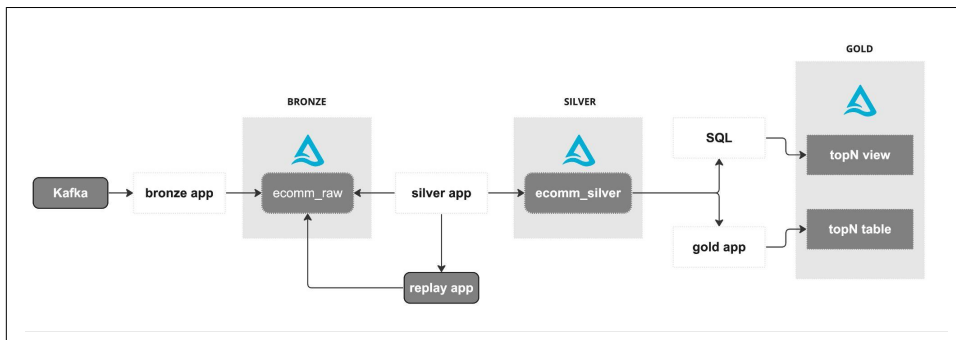 GOLD
BRONZE
SILVER
SQL
topN view
Kafka
bronze app
ecomm_raw
silver app
ecomm_silver
topN table
gold app
replay app